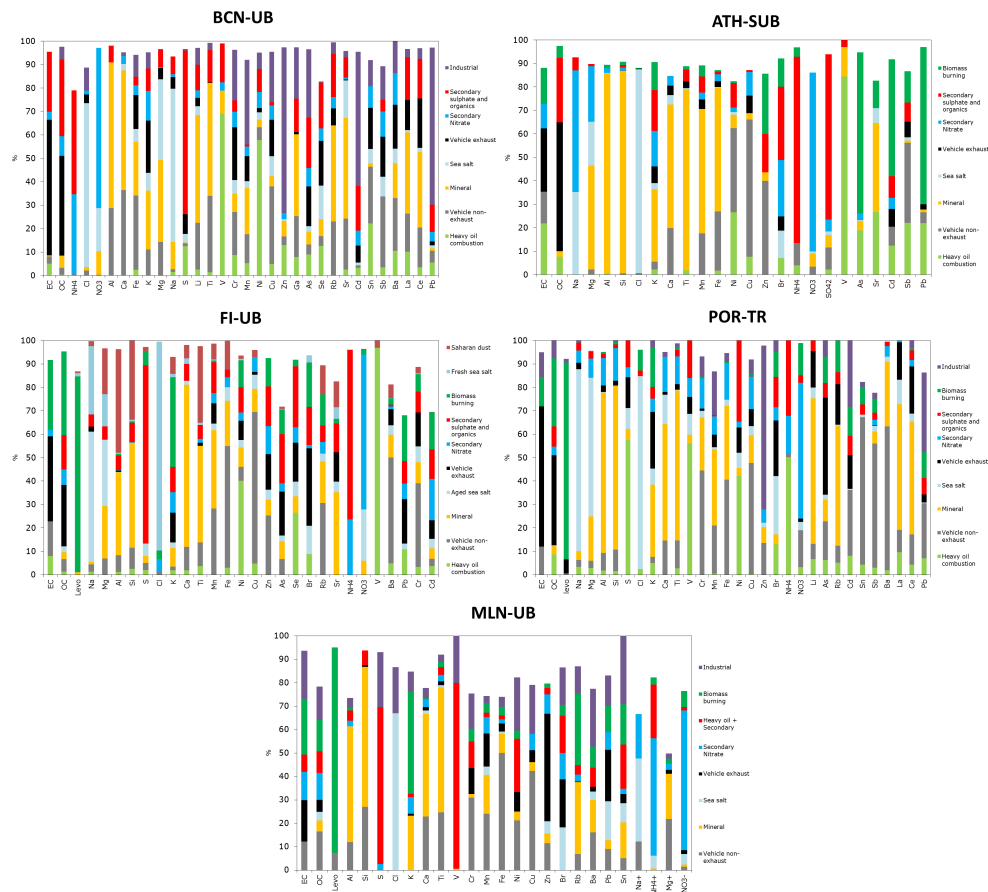 BCN-UB
100
90
80
70
60
50
40
30
20
10
0
%
EC OC NH4 Cl NO3 Al Ca Fe K Mg Na S Li Ti V Cr Mn Ni Cu Zn Ga As Se Rb Sr Cd Sn Sb Ba La Ce Pb
Industrial
Secondary
sulphate and
organics
Secondary
Nitrate
Vehicle exhaust
Sea salt
Mineral
Vehicle non-
exhaust
Heavy oil
combustion
ATH-SUB
100
90
80
70
60
50
40
30
20
10
0
%
EC OC Na Mg Al Si Cl K Ca Ti Mn Fe Ni Cu Zn Br NH4 NO3 SO42 V As Sr Cd Sb Pb
Biomass
burning
Secondary
sulphate and
organics
Secondary
Nitrate
Vehicle exhaust
Sea salt
Mineral
Vehicle non-
exhaust
Heavy oil
combustion
FI-UB
100
90
80
70
60
50
40
30
20
10
0
%
EC OC Levo Na Mg Al Si S Cl K Ca Ti Mn Fe Ni Cu Zn As Se Br Rb Sr NH4 NO3 V Ba Pb Cr Cd
Saharan dust
Fresh sea salt
Biomass
burning
Secondary
sulphate and
organics
Secondary
Nitrate
Vehicle
exhaust
Aged sea salt
Mineral
Vehicle non-
exhaust
Heavy oil
combustion
POR-TR
100
90
80
70
60
50
40
30
20
10
0
%
EC OC levo Na Mg Al Si S Cl K Ca Ti V Cr Mn Fe Ni Cu Zn Br NH4 NO3 Li As Rb Cd Sn Sb Ba La Ce Pb
Industrial
Biomass
burning
Secondary
sulphate and
organics
Secondary
Nitrate
Vehicle exhaust
Sea salt
Mineral
Vehicle non-
exhaust
Heavy oil
combustion
MLN-UB
100
90
80
70
60
50
40
30
20
10
0
%
EC OC Levo Al Si S Cl K Ca Ti V Cr Mn Fe Ni Cu Zn Br Rb Ba Pb Sn Na+ NH4+ Mg+ NO3-
Industrial
Biomass
burning
Heavy oil +
Secondary
Secondary
Nitrate
Vehicle exhaust
Sea salt
Mineral
Vehicle non-
exhaust